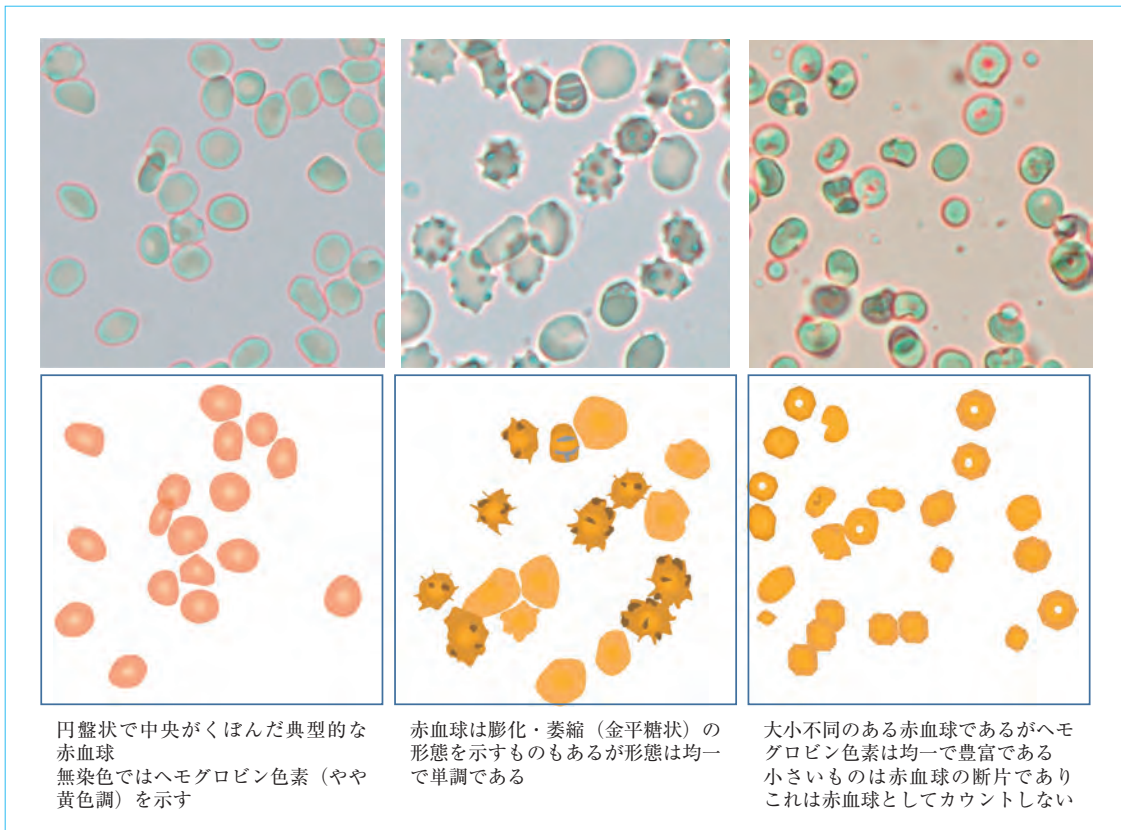 円盤状で中央がくぼんだ典型的な
赤血球
無染色ではヘモグロビン色素（やや
黄色調）を示す
赤血球は膨化・萎縮（金平糖状）の
形態を示すものもあるが形態は均一
で単調である
大小不同のある赤血球であるがヘモ
グロビン色素は均一で豊富である
小さいものは赤血球の断片であり
これは赤血球としてカウントしない